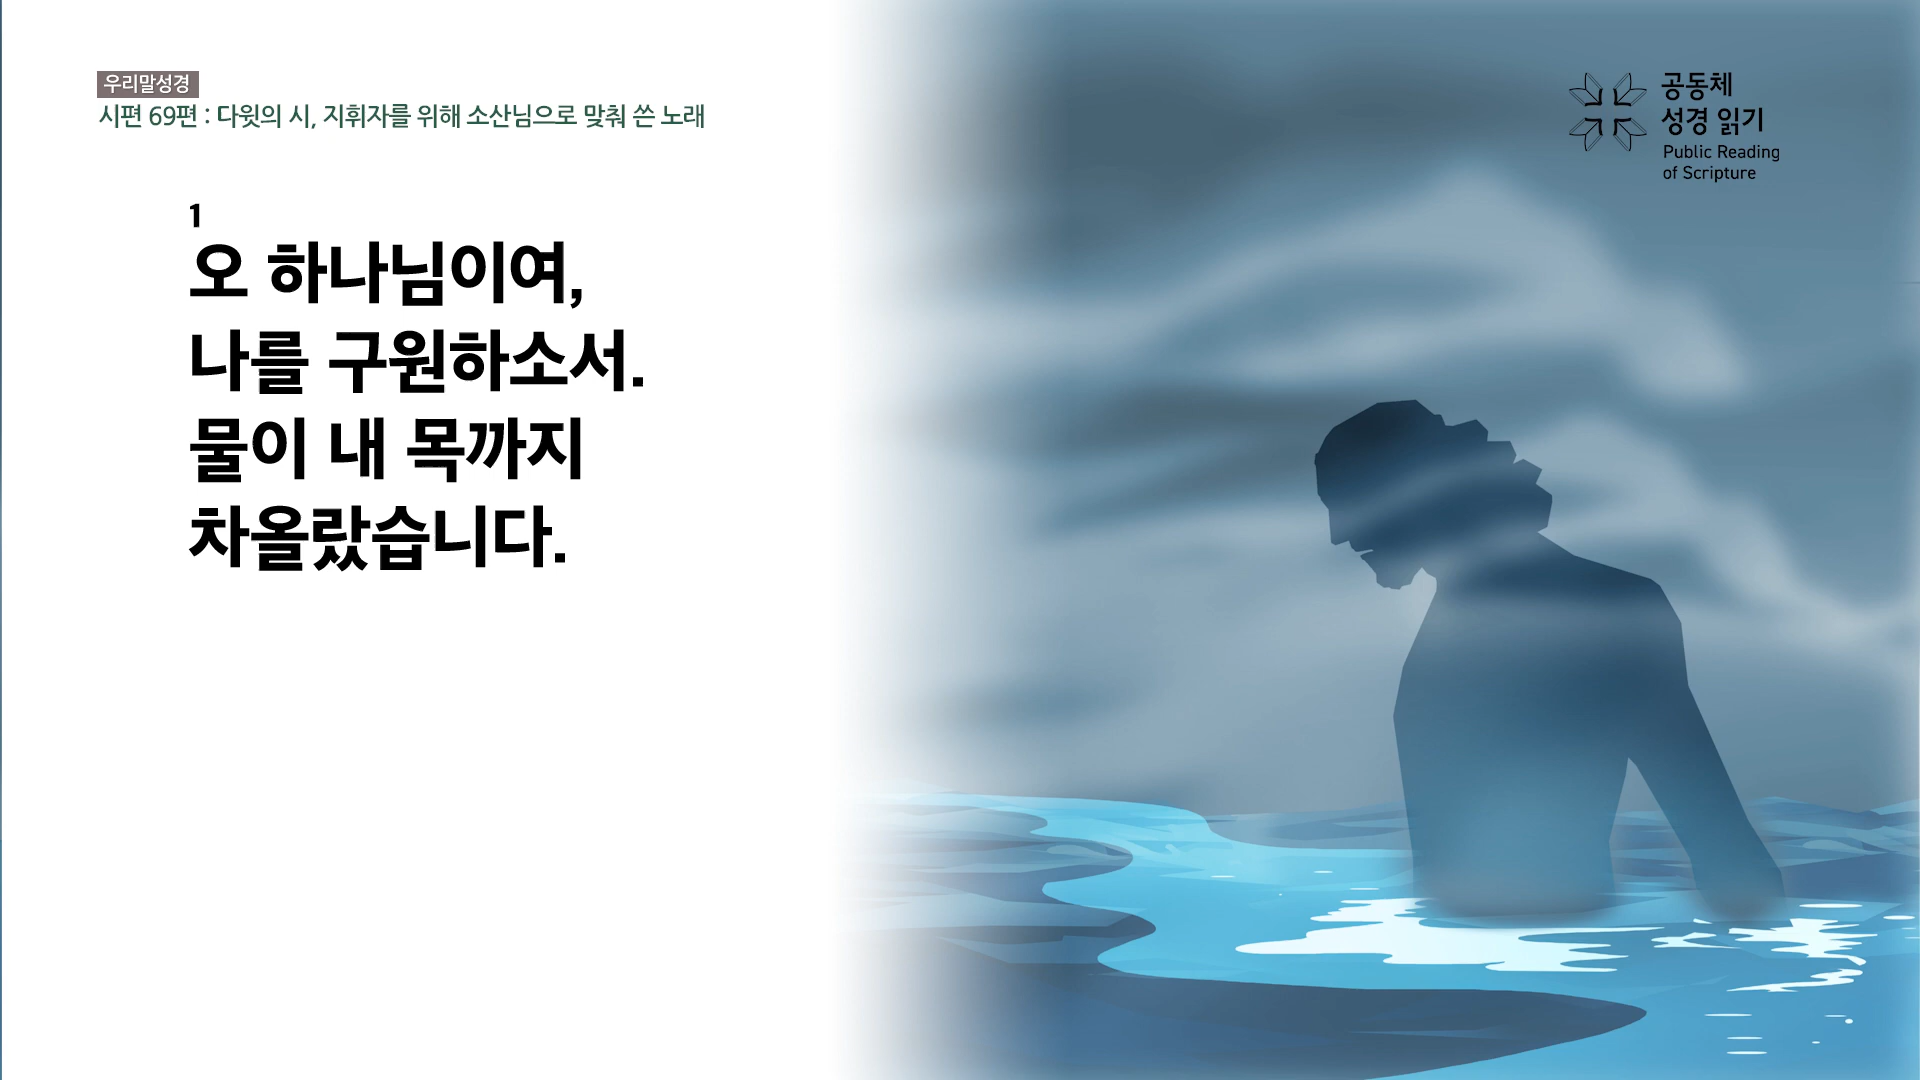 우리말성경
시편 69편 : 다윗의 시, 지휘자를 위해 소산님으로 맞춰 쓴 노래
공동체
성경 읽기
Public Reading
of Scripture
1
오 하나님이여,
나를 구원하소서.
물이 내 목까지
차올랐습니다.